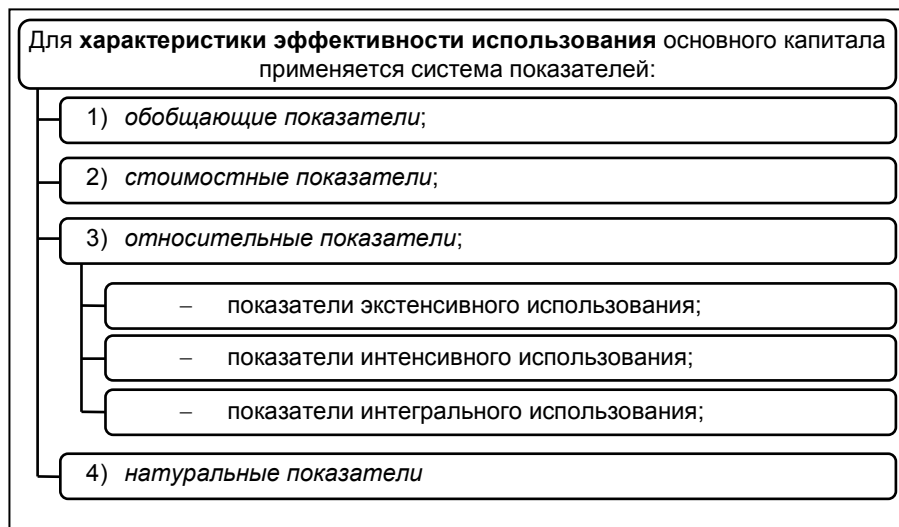 Для характеристики эффективности использования основного капитала
применяется система показателей:
1) обобщающие показатели;
2) стоимостные показатели;
3) относительные показатели;
– показатели экстенсивного использования;
– показатели интенсивного использования;
– показатели интегрального использования;
4) натуральные показатели